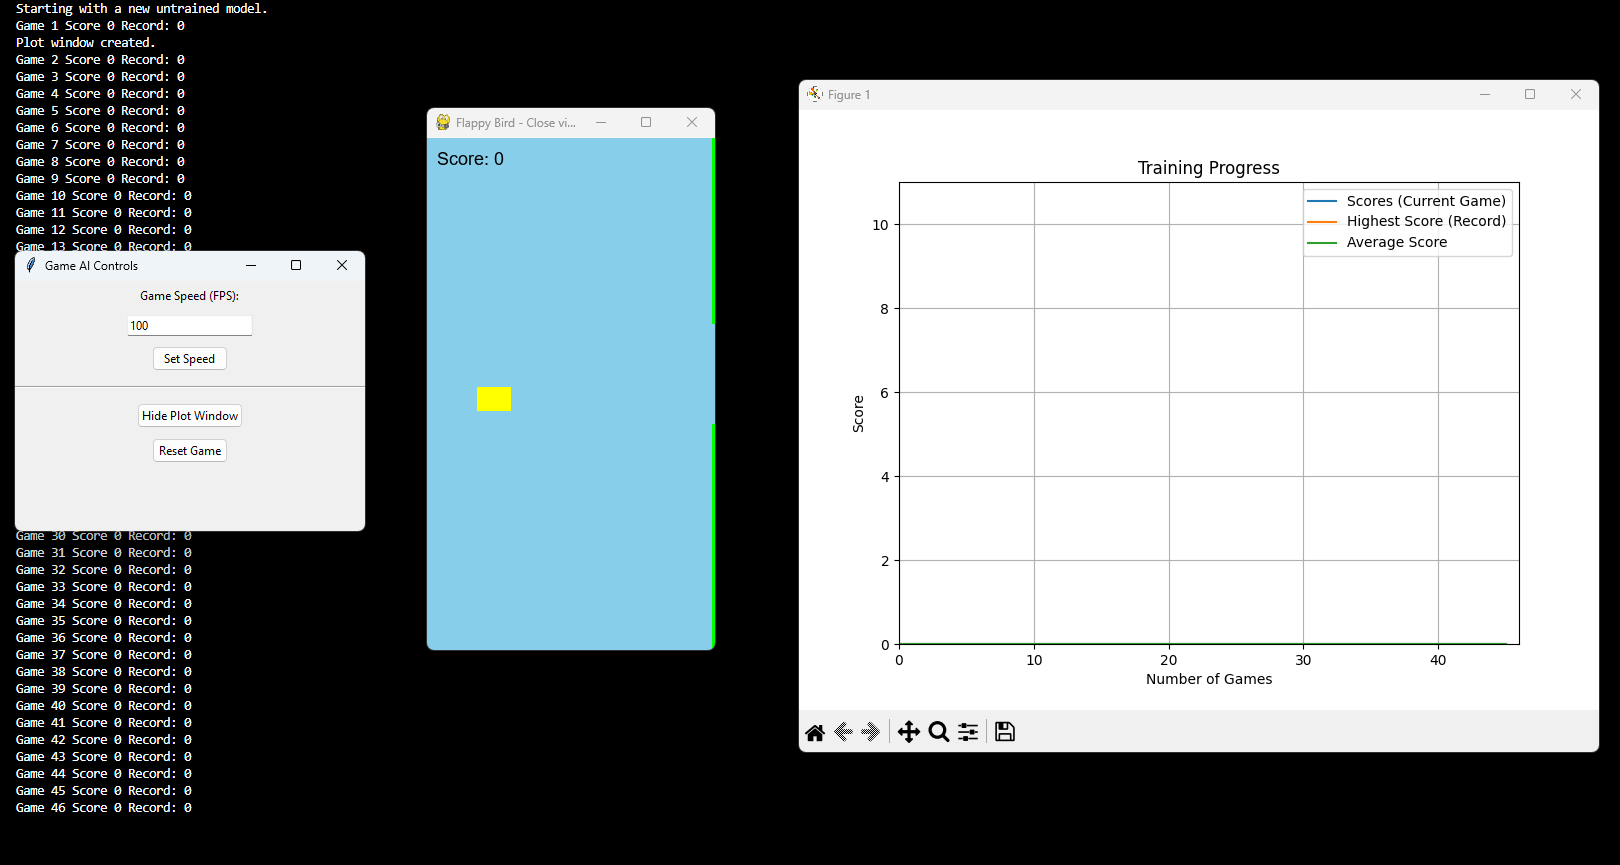 Starting with a new untrained model.
Game 1 Score 0 Record: 0
Plot window created.
Game 2 Score 0 Record: 0
Game 3 Score 0 Record: 0
Game 4 Score 0 Record: 0
Game 5 Score 0 Record: 0
Game 6 Score 0 Record: 0
Game 7 Score 0 Record: 0
Game 8 Score 0 Record: 0
Game 9 Score 0 Record: 0
Game 10 Score 0 Record: 0
Game 11 Score 0 Record: 0
Game 12 Score 0 Record: 0
Game 13 Score 0 Record: 0
Game AI Controls
Game Speed (FPS):
100
Set Speed
Hide Plot Window
Reset Game
Game 30 Score 0 Record: 0
Game 31 Score 0 Record: 0
Game 32 Score 0 Record: 0
Game 33 Score 0 Record: 0
Game 34 Score 0 Record: 0
Game 35 Score 0 Record: 0
Game 36 Score 0 Record: 0
Game 37 Score 0 Record: 0
Game 38 Score 0 Record: 0
Game 39 Score 0 Record: 0
Game 40 Score 0 Record: 0
Game 41 Score 0 Record: 0
Game 42 Score 0 Record: 0
Game 43 Score 0 Record: 0
Game 44 Score 0 Record: 0
Game 45 Score 0 Record: 0
Game 46 Score 0 Record: 0
Flappy Bird - Close vi...
Score: 0
Figure 1
Training Progress
Scores (Current Game)
Highest Score (Record)
Average Score
10
8
6
4
2
0
Score
0 10 20 30 40
Number of Games